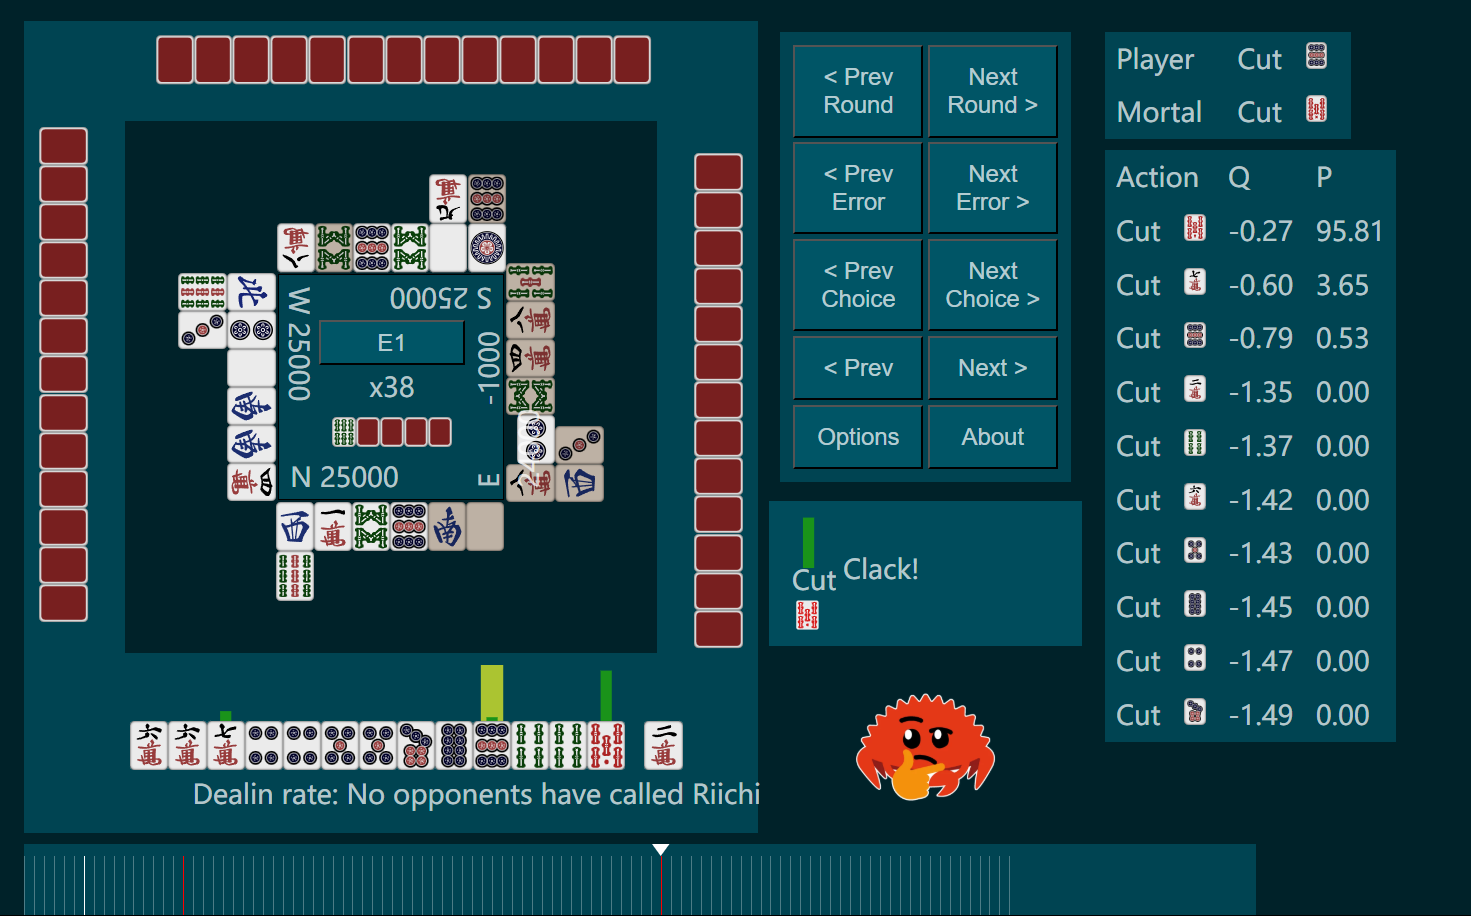 S 25000
W 25000
E1
x38
-1000
N 25000
E
Dealin rate: No opponents have called Riichi
< Prev Round
Next Round >
< Prev Error
Next Error >
< Prev Choice
Next Choice >
< Prev
Next >
Options
About
Cut
Clack!
Player Cut
Mortal Cut
Action Q P
Cut -0.27 95.81
Cut -0.60 3.65
Cut -0.79 0.53
Cut -1.35 0.00
Cut -1.37 0.00
Cut -1.42 0.00
Cut -1.43 0.00
Cut -1.45 0.00
Cut -1.47 0.00
Cut -1.49 0.00